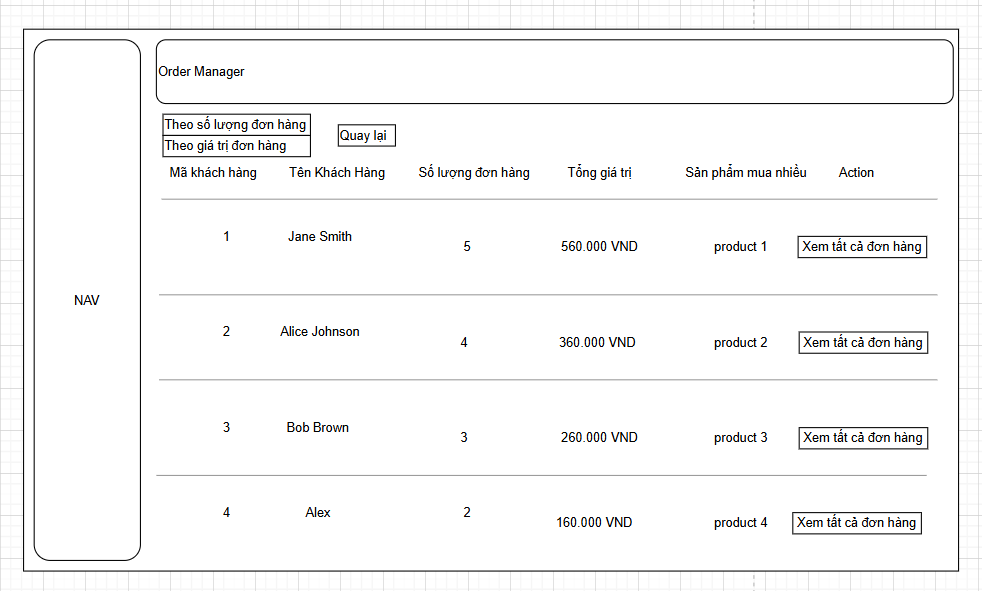 Order Manager
Theo số lượng đơn hàng
Theo giá trị đơn hàng
Quay lại
Mã khách hàng Tên Khách Hàng Số lượng đơn hàng Tổng giá trị Sản phẩm mua nhiều Action
1 Jane Smith 5 560.000 VND product 1 Xem tất cả đơn hàng
NAV
2 Alice Johnson 4 360.000 VND product 2 Xem tất cả đơn hàng
3 Bob Brown 3 260.000 VND product 3 Xem tất cả đơn hàng
4 Alex 2 160.000 VND product 4 Xem tất cả đơn hàng